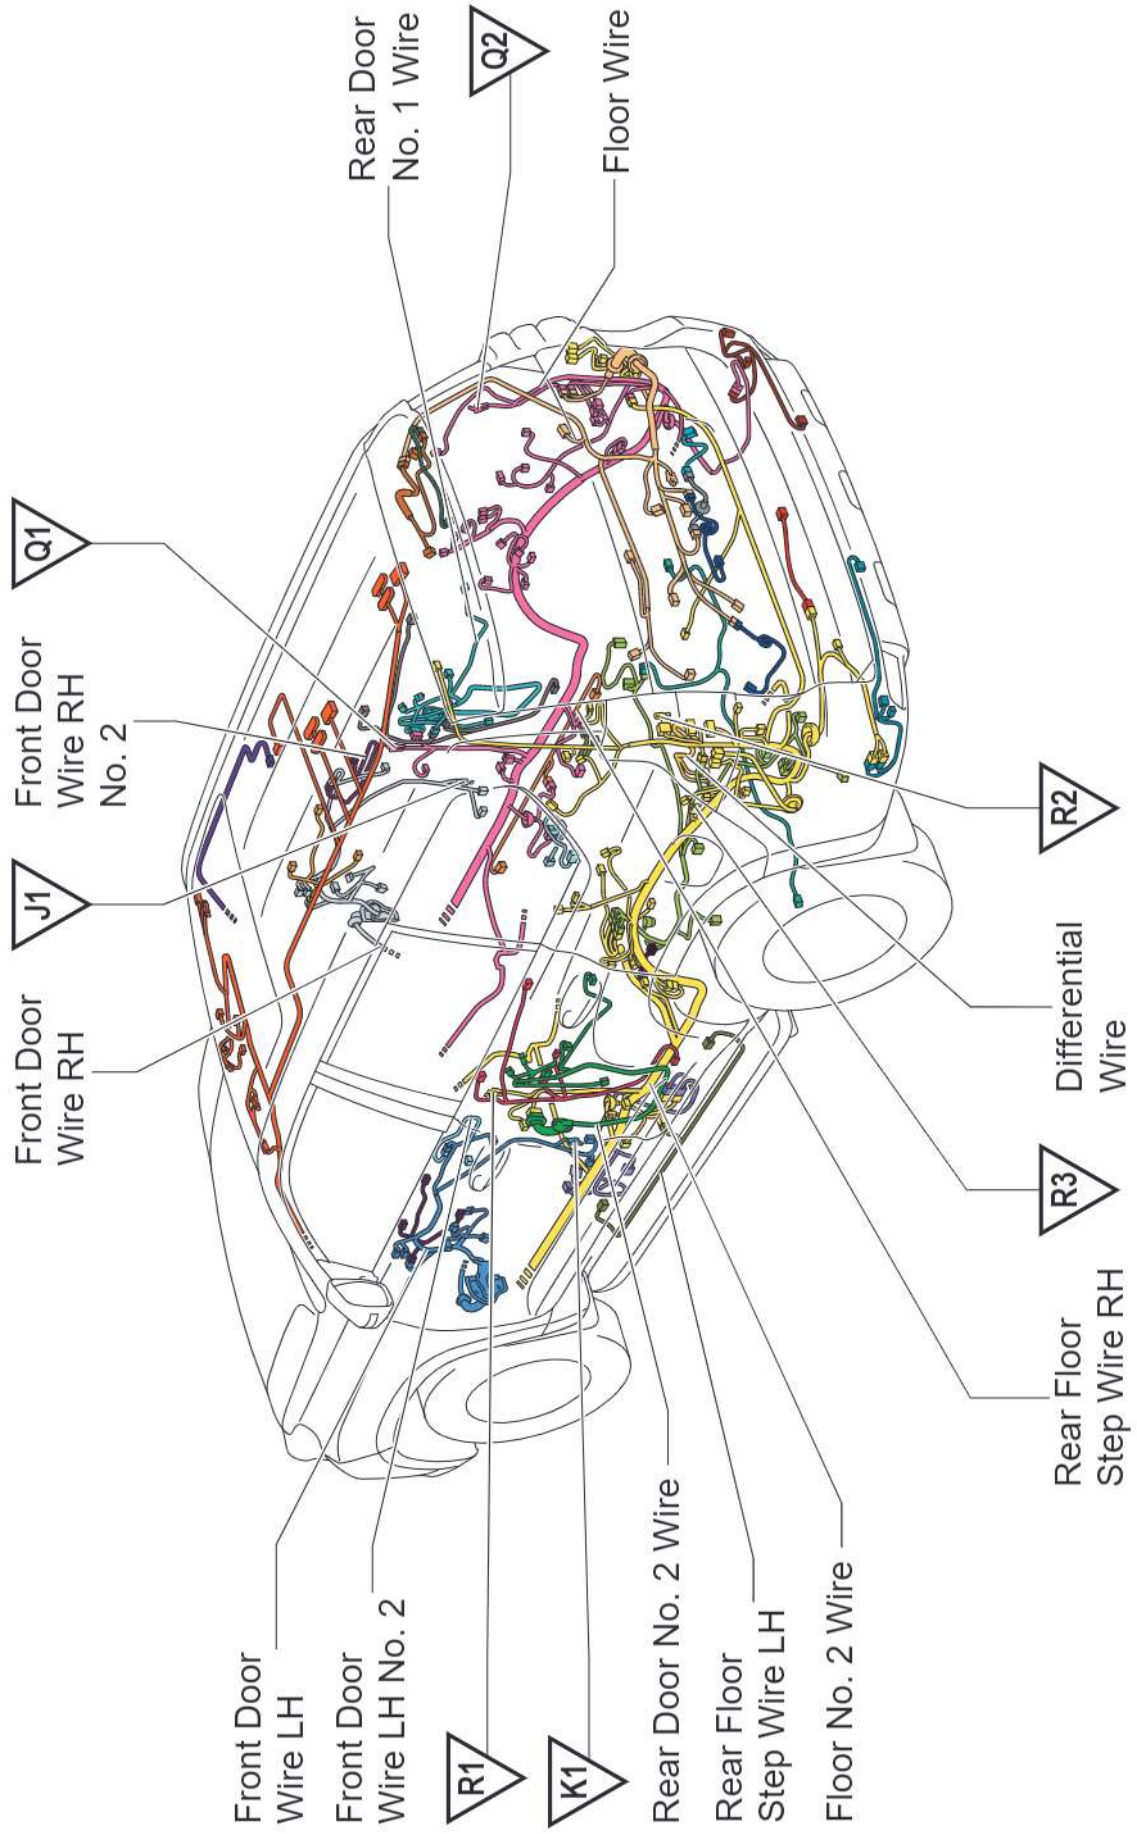 Front Door
Wire RH
J1
Front Door
Wire RH
No. 2
Q1
Front Door
Wire LH
Front Door
Wire LH No. 2
Rear Door
No. 1 Wire
R1
Q2
K1
Floor Wire
Rear Door No. 2 Wire
Rear Floor
Step Wire LH
Floor No. 2 Wire
Rear Floor
Step Wire RH
R3
Differential
Wire
R2